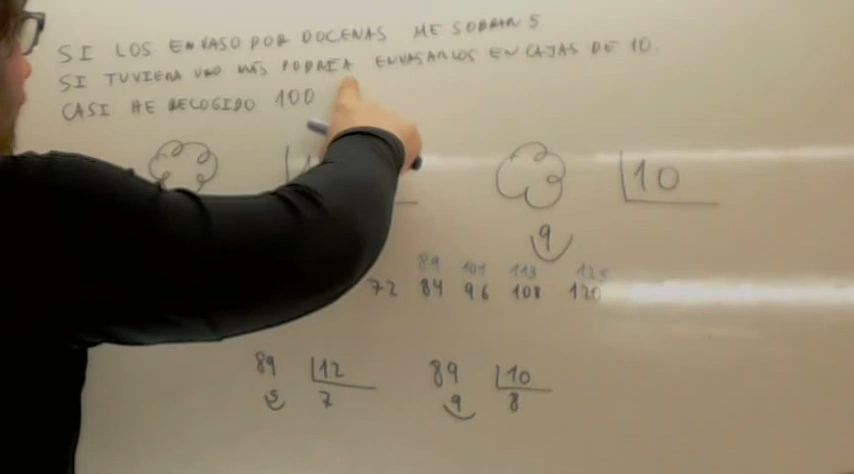 SI LOS ENVASO POR DOCENAS ME SOBRAN 5
SI TUVIERA UNO MÁS PODRÍA ENVASARLOS EN CAJAS DE 10.
CASI HE RECOGIDO 100
10
9
89 101 113 125
72 84 96 108 120
89 12 89 10
5 7 9 8